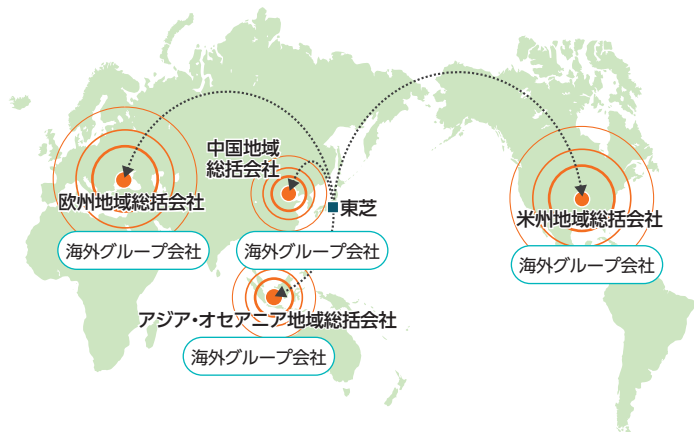 中国地域
総括会社
東芝
欧州地域総括会社
米州地域総括会社
海外グループ会社
海外グループ会社
海外グループ会社
アジア・オセアニア地域総括会社
海外グループ会社